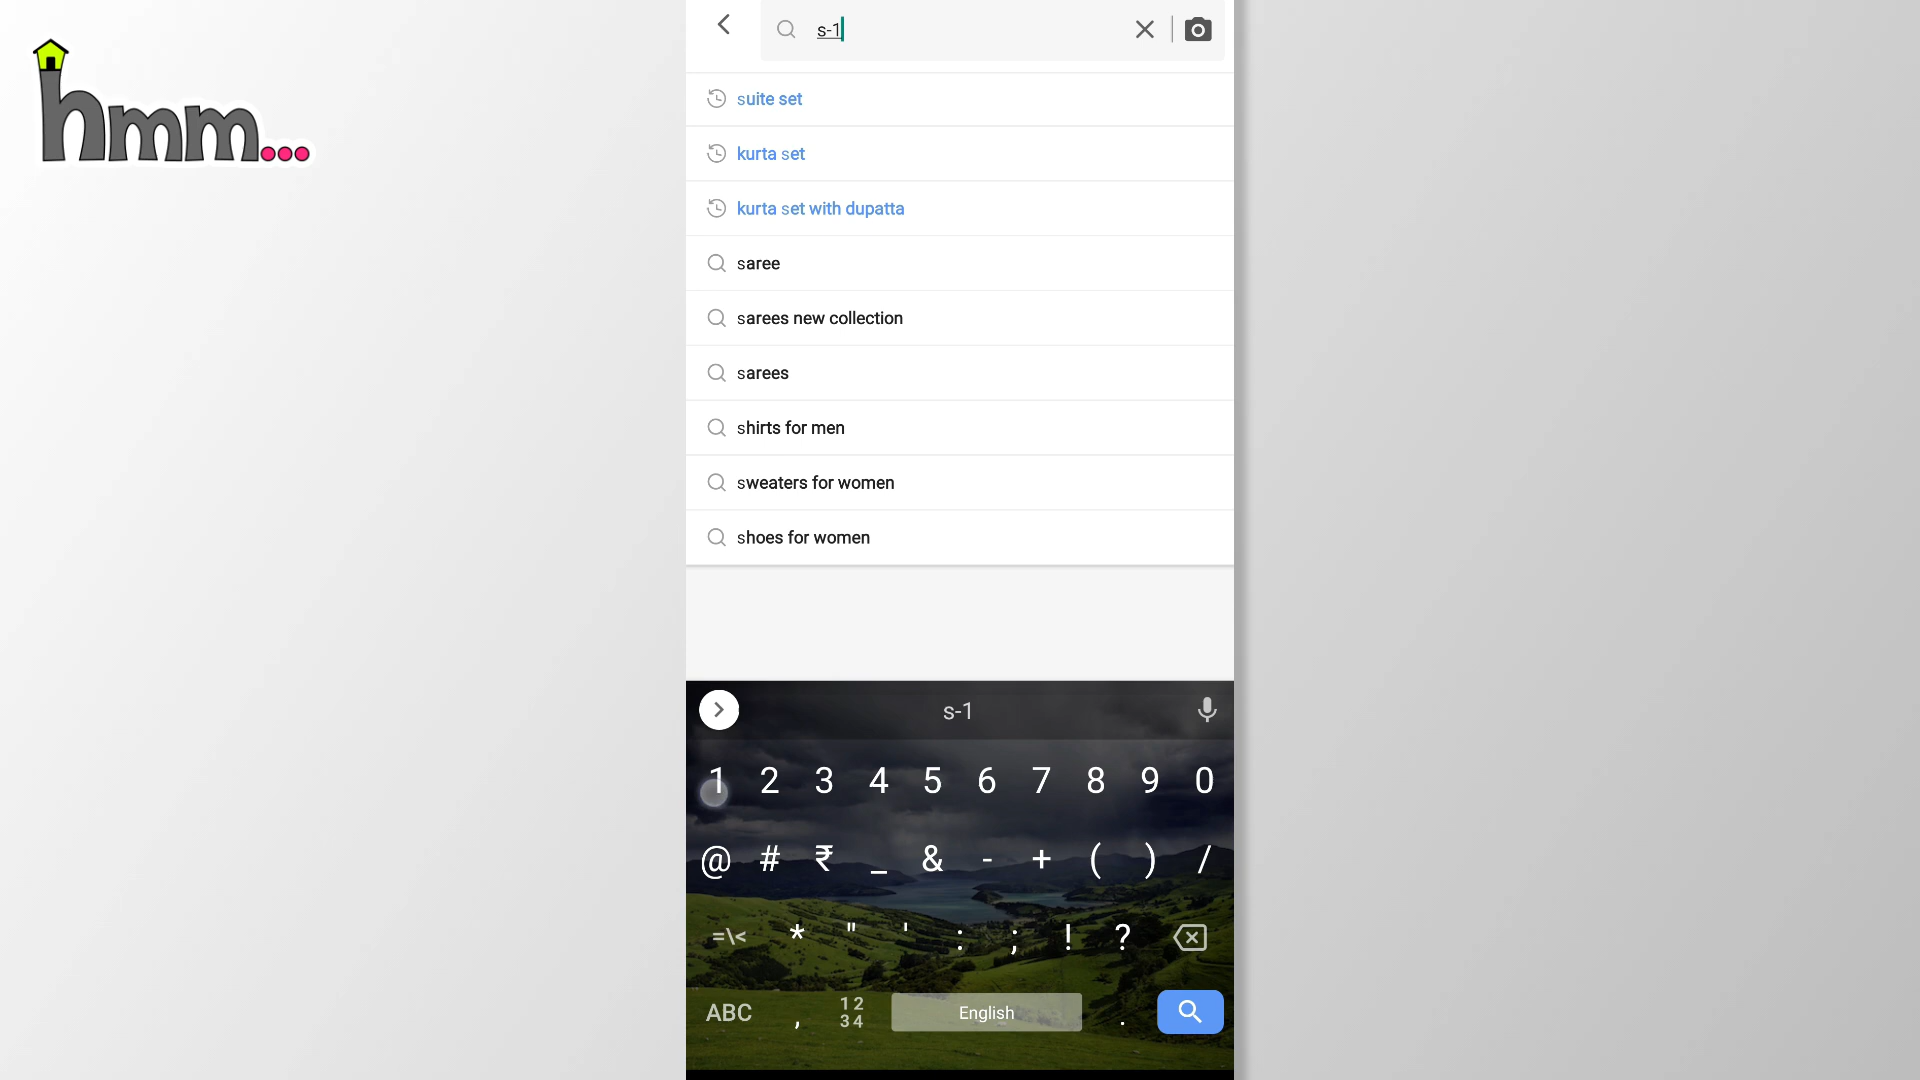 hmm...
s-1
suite set
kurta set
kurta set with dupatta
saree
sarees new collection
sarees
shirts for men
sweaters for women
shoes for women
s-1
1 2 3 4 5 6 7 8 9 0
@ # ₹ _ & - + ( ) /
=\< * " ' : ; ! ?
ABC , 12 34 English .